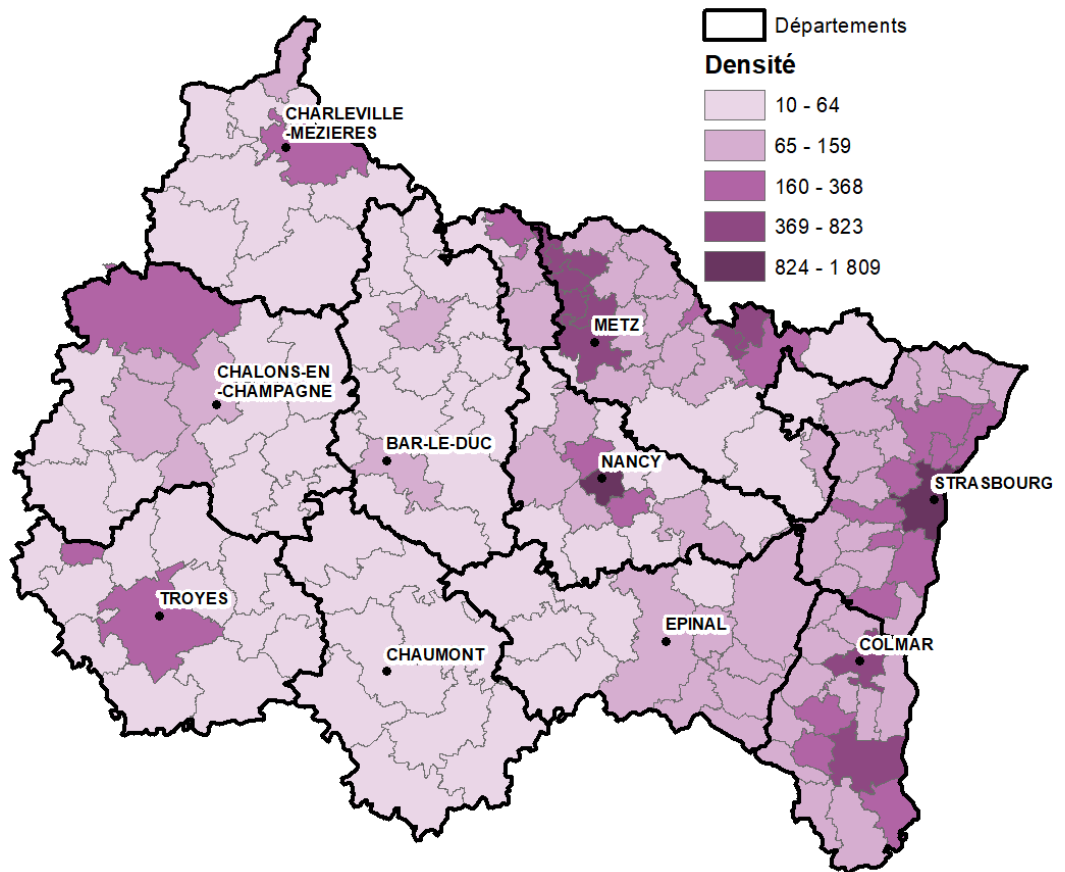 Départements
Densité
10 - 64
65 - 159
160 - 368
369 - 823
824 - 1 809
CHARLEVILLE
-MEZIERES
METZ
CHALONS-EN
-CHAMPAGNE
BAR-LE-DUC
NANCY
STRASBOURG
TROYES
EPINAL
CHAUMONT
COLMAR